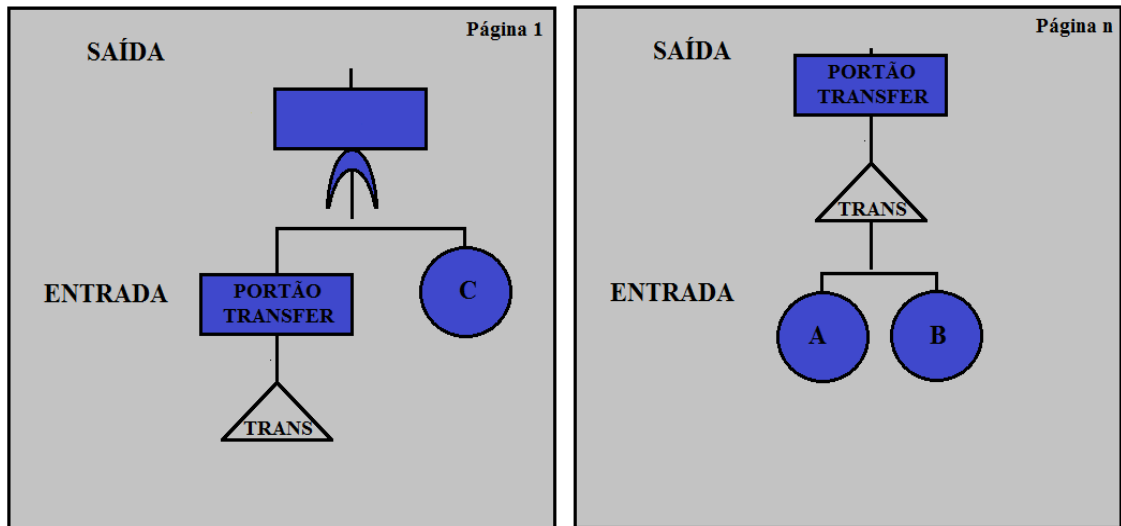 Página 1
SAÍDA
ENTRADA
PORTÃO
TRANSFER
C
TRANS
Página n
SAÍDA
PORTÃO
TRANSFER
TRANS
ENTRADA
A
B